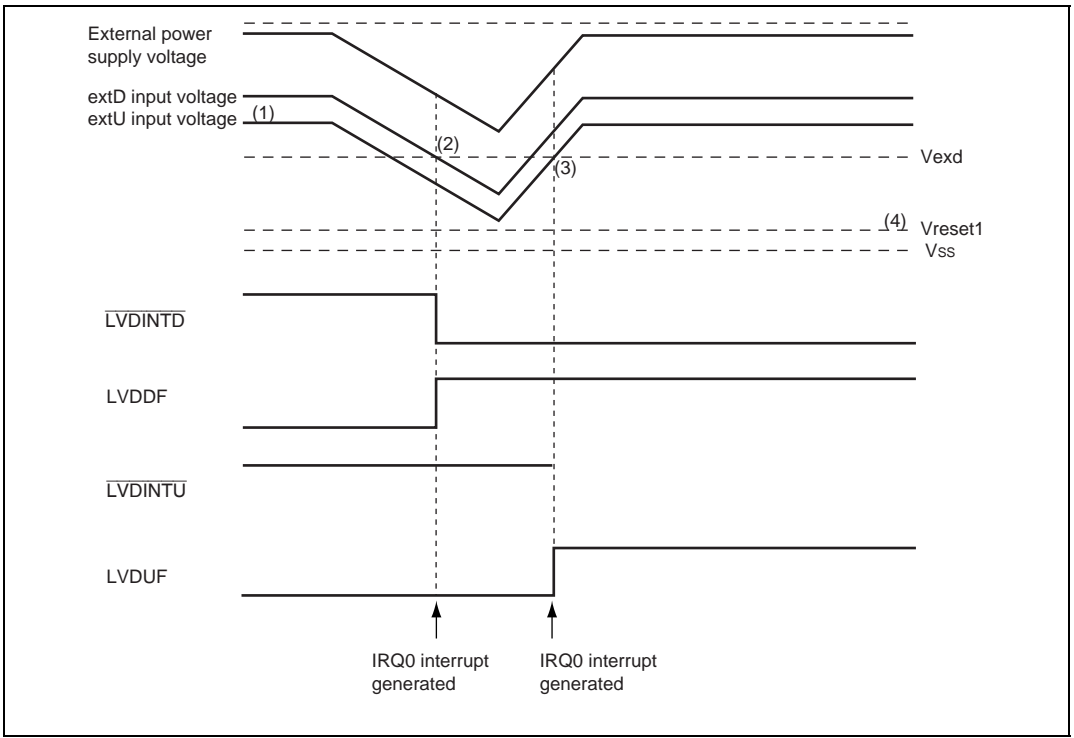 External power
supply voltage
extD input voltage
extU input voltage
(1)
(2)
(3)
Vexd
(4)
Vreset1
Vss
LVDINTD
LVDDF
LVDINTU
LVDUF
IRQ0 interrupt
generated
IRQ0 interrupt
generated